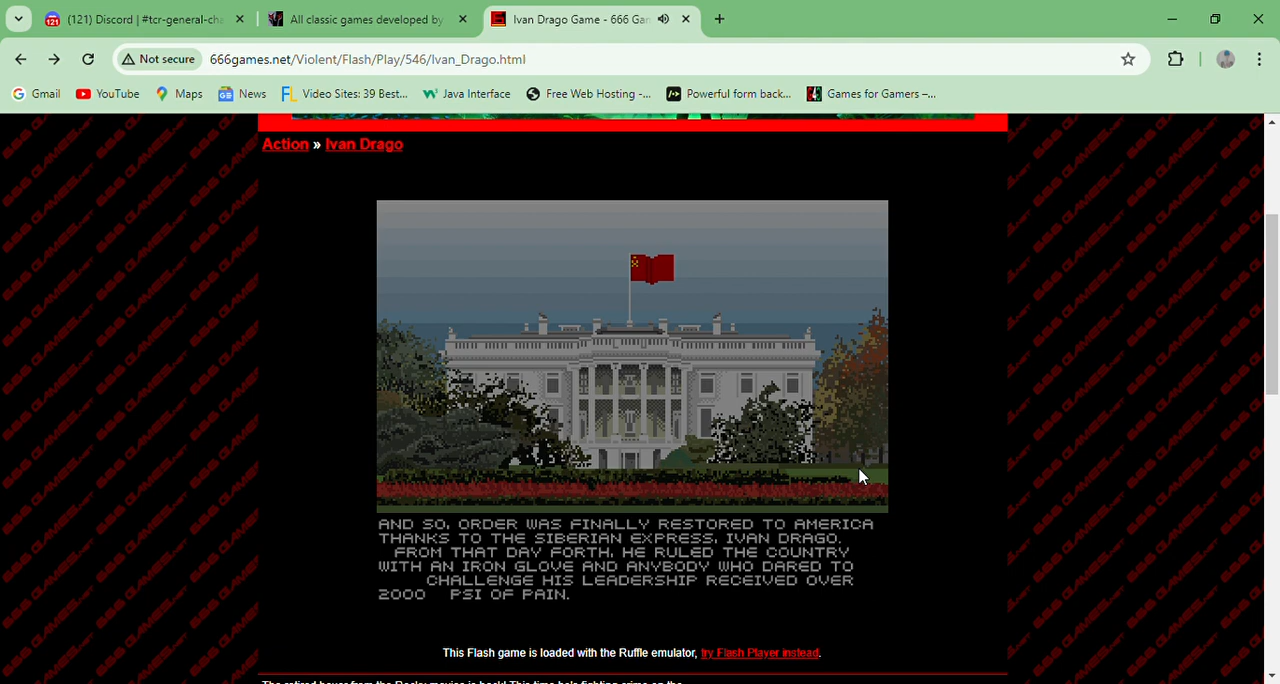 (121) Discord | #tcr-general-cha
All classic games developed by
Ivan Drago Game - 666 Gam
Not secure
666games.net/Violent/Flash/Play/546/Ivan_Drago.html
Gmail
YouTube
Maps
News
Video Sites: 39 Best...
Java Interface
Free Web Hosting -...
Powerful form back...
Games for Gamers –...
Action » Ivan Drago
AND SO, ORDER WAS FINALLY RESTORED TO AMERICA
THANKS TO THE SIBERIAN EXPRESS, IVAN DRAGO.
FROM THAT DAY FORTH, HE RULED THE COUNTRY
WITH AN IRON GLOVE AND ANYBODY WHO DARED TO
CHALLENGE HIS LEADERSHIP RECEIVED OVER
2000 PSI OF PAIN.
This Flash game is loaded with the Ruffle emulator, try Flash Player instead.